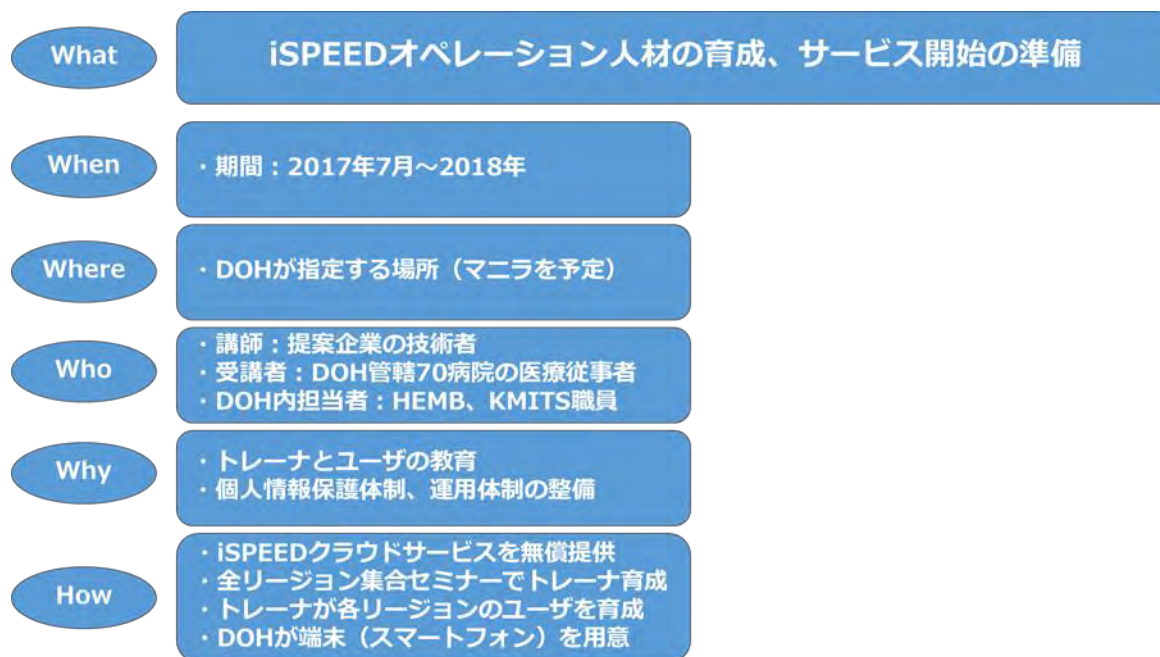 What
iSPEEDオペレーション人材の育成、サービス開始の準備
When
・期間：2017年7月～2018年
Where
・DOHが指定する場所（マニラを予定）
Who
・講師：提案企業の技術者
・受講者：DOH管轄70病院の医療従事者
・DOH内担当者：HEMB、KMITS職員
Why
・トレーナとユーザの教育
・個人情報保護体制、運用体制の整備
How
・iSPEEDクラウドサービスを無償提供
・全リージョン集合セミナーでトレーナ育成
・トレーナが各リージョンのユーザを育成
・DOHが端末（スマートフォン）を用意